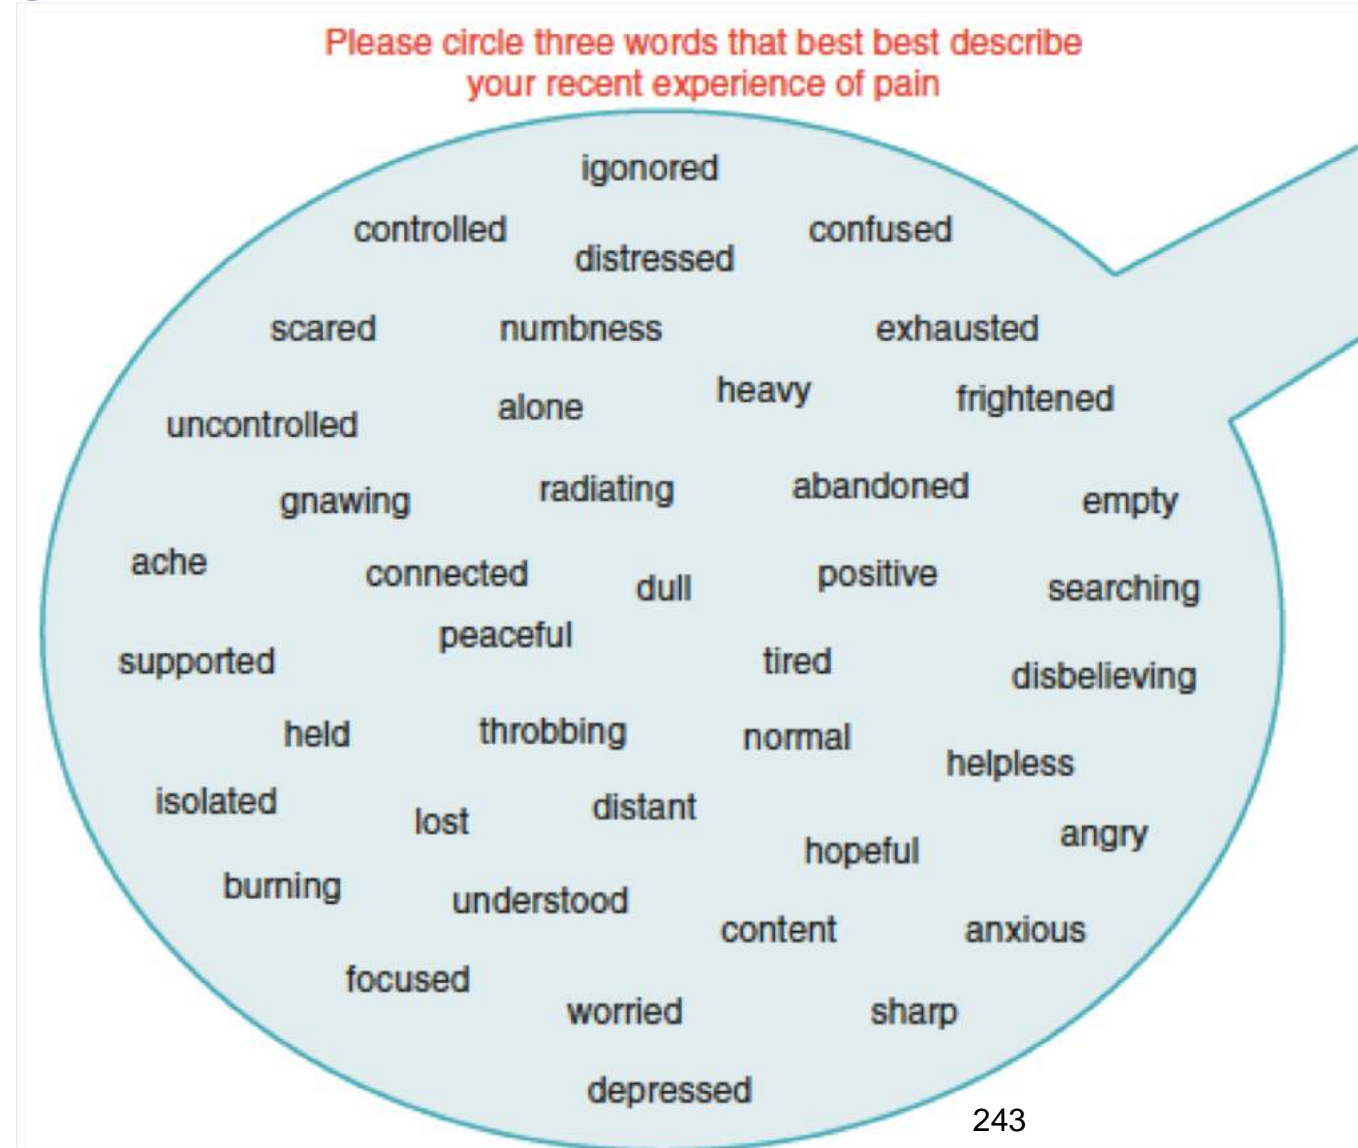 Please circle three words that best best describe
your recent experience of pain
igonored
controlled
confused
distressed
scared
numbness
exhausted
heavy
frightened
alone
uncontrolled
gnawing
radiating
abandoned
empty
ache
connected
dull
positive
searching
peaceful
supported
tired
disbelieving
held
throbbing
normal
helpless
isolated
lost
distant
hopeful
angry
burning
understood
content
anxious
focused
worried
sharp
depressed
243